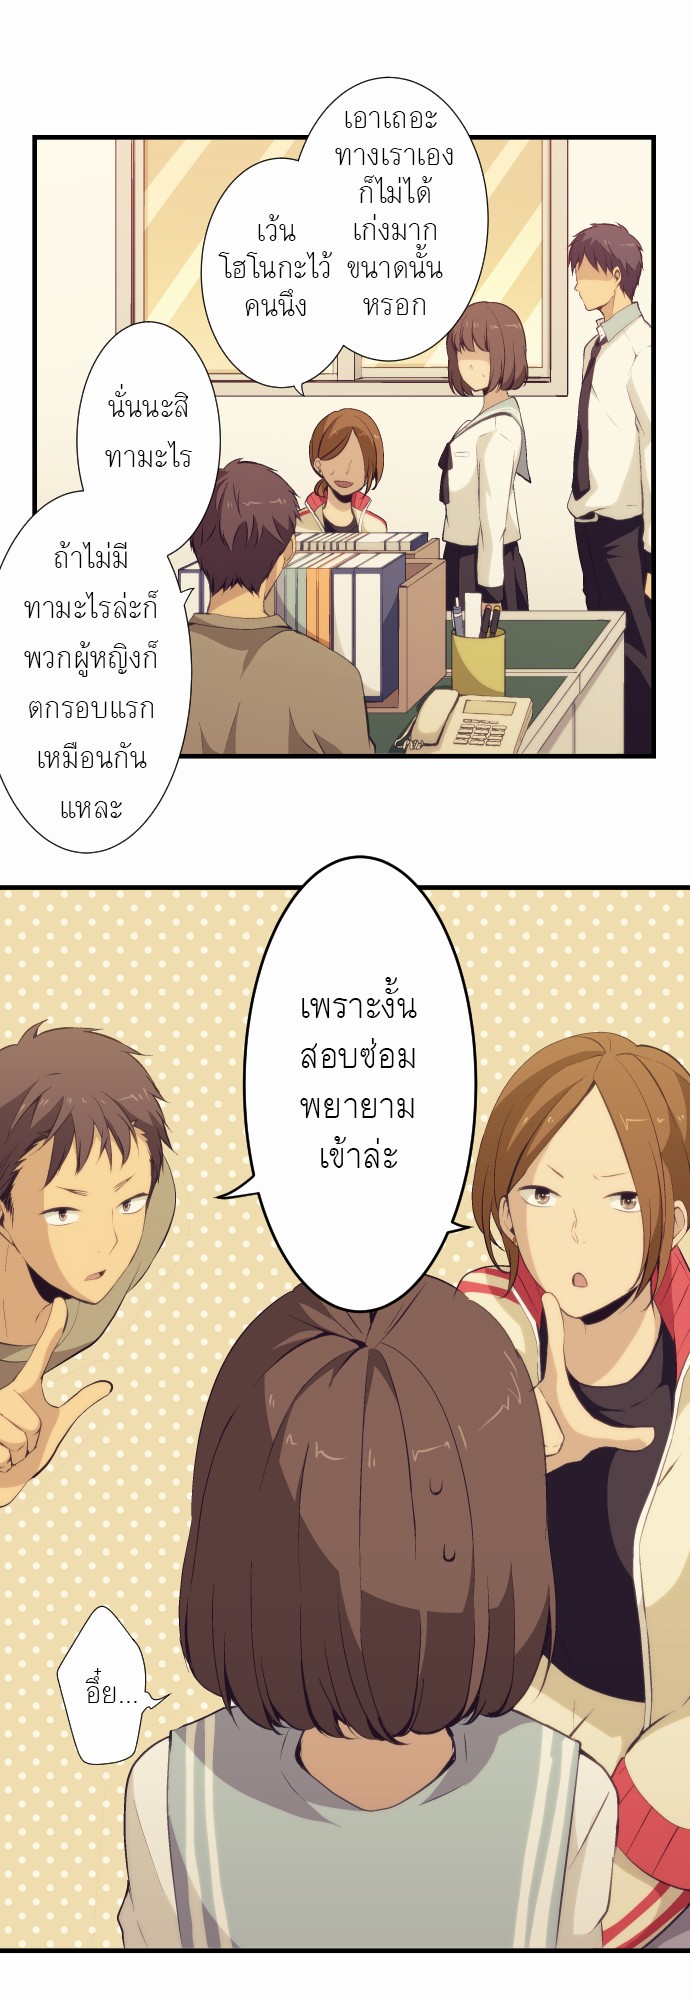 เอาเถอะ
ทางเราเอง
ก็ไม่ได้
เก่งมาก
ขนาดนั้น
หรอก
เว้น
โฮโนกะไว้
คนนึง
นั่นนะสิ
ทามะไร
ถ้าไม่มี
ทามะไรล่ะก็
พวกผู้หญิงก็
ตกรอบแรก
เหมือนกัน
แหละ
เพราะงั้น
สอบซ่อม
พยายาม
เข้าล่ะ
อึ๋ย...